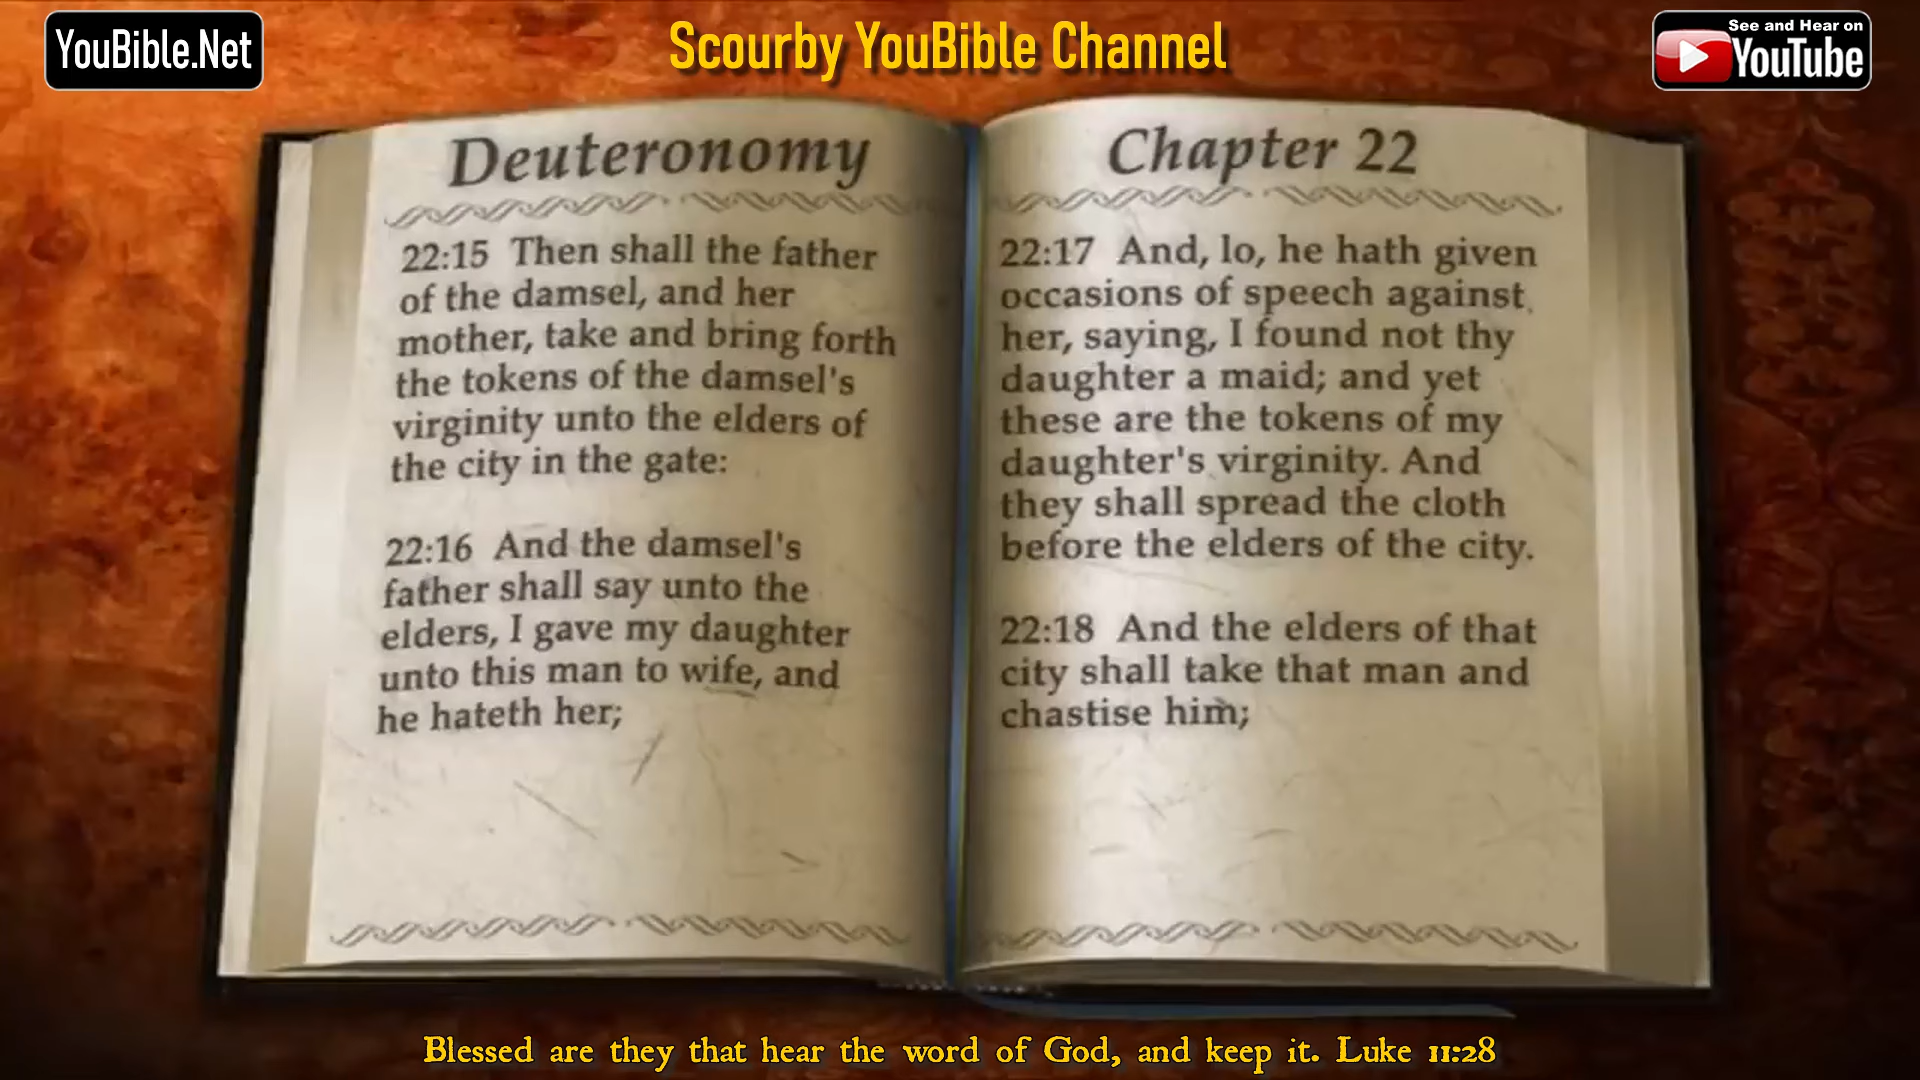 YouBible.Net
Scourby YouBible Channel
See and Hear on
YouTube
Deuteronomy
22:15 Then shall the father
of the damsel, and her
mother, take and bring forth
the tokens of the damsel's
virginity unto the elders of
the city in the gate:
22:16 And the damsel's
father shall say unto the
elders, I gave my daughter
unto this man to wife, and
he hateth her;
Chapter 22
22:17 And, lo, he hath given
occasions of speech against
her, saying, I found not thy
daughter a maid; and yet
these are the tokens of my
daughter's virginity. And
they shall spread the cloth
before the elders of the city.
22:18 And the elders of that
city shall take that man and
chastise him;
Blessed are they that hear the word of God, and keep it. Luke 11:28